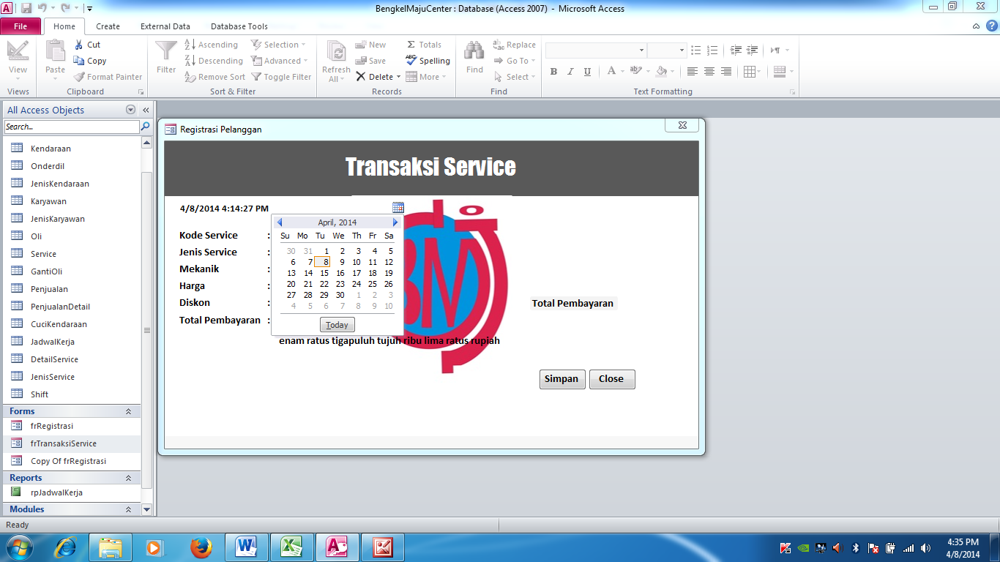 BengkelMajuCenter : Database (Access 2007) - Microsoft Access
File Home Create External Data Database Tools
View Paste Cut Copy Format Painter
Views Clipboard
Filter Ascending Descending Remove Sort Selection Advanced Toggle Filter
Sort & Filter
Refresh All New Save Delete Totals Spelling More
Records
Find Replace Go To Select
Find
B I U A ab
Text Formatting
All Access Objects
Search...
Kendaraan
Onderdil
JenisKendaraan
Karyawan
JenisKaryawan
Oli
Service
GantiOli
Penjualan
PenjualanDetail
CuciKendaraan
JadwalKerja
DetailService
JenisService
Shift
Forms
frRegistrasi
frTransaksiService
Copy Of frRegistrasi
Reports
rpJadwalKerja
Modules
Registrasi Pelanggan
Transaksi Service
4/8/2014 4:14:27 PM
Kode Service :
Jenis Service :
Mekanik :
Harga :
Diskon :
Total Pembayaran :
April, 2014
Su Mo Tu We Th Fr Sa
30 31 1 2 3 4 5
6 7 8 9 10 11 12
13 14 15 16 17 18 19
20 21 22 23 24 25 26
27 28 29 30 1 2 3
4 5 6 7 8 9 10
Today
BM
enam ratus tigapuluh tujuh ribu lima ratus rupiah
Total Pembayaran
Simpan Close
Ready
4:35 PM
4/8/2014